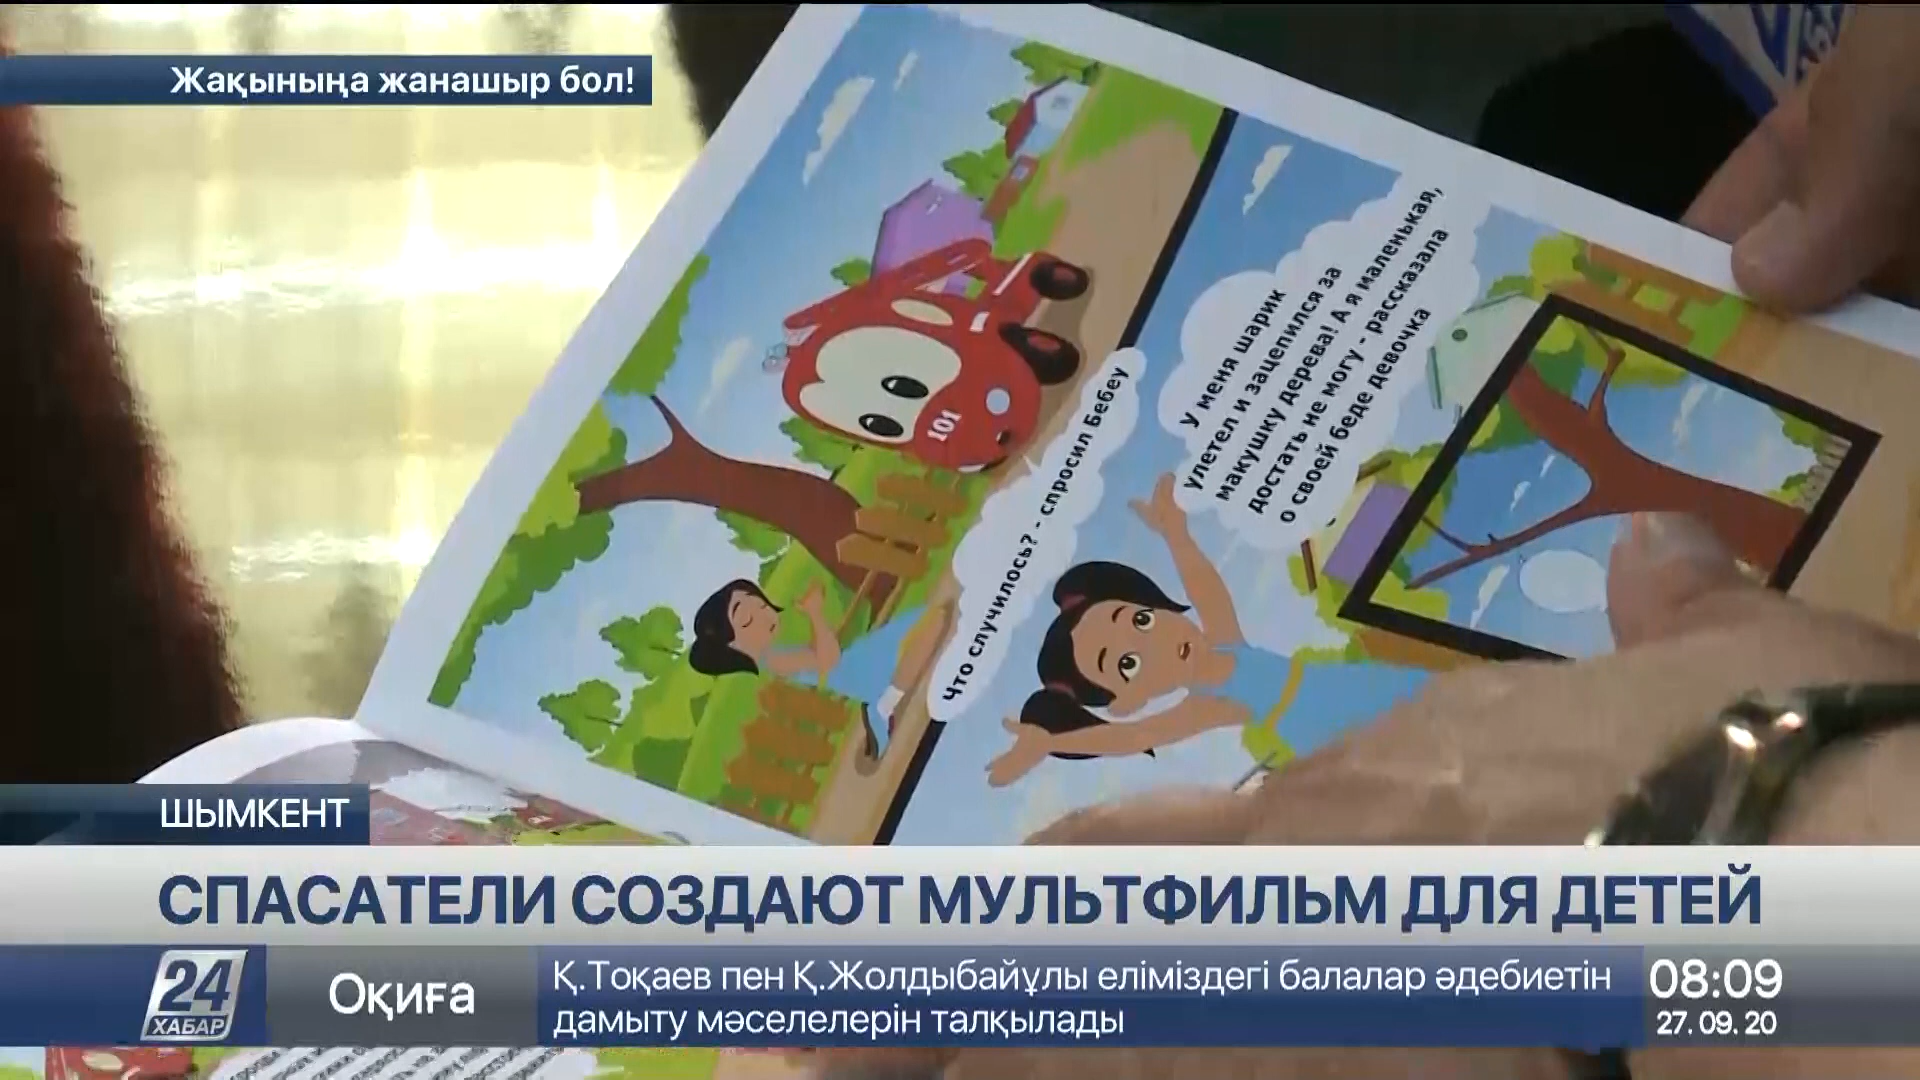 Жақыныңа жанашыр бол!
101
Что случилось? - спросил Бебеу
У меня шарик
улетел и зацепился за
макушку дерева! А я маленькая,
достать не могу - рассказала
о своей беде девочка
ШЫМКЕНТ
СПАСАТЕЛИ СОЗДАЮТ МУЛЬТФИЛЬМ ДЛЯ ДЕТЕЙ
24
ХАБАР
Оқиға
Қ.Тоқаев пен Қ.Жолдыбайұлы еліміздегі балалар әдебиетін
дамыту мәселелерін талқылады
08:09
27. 09. 20